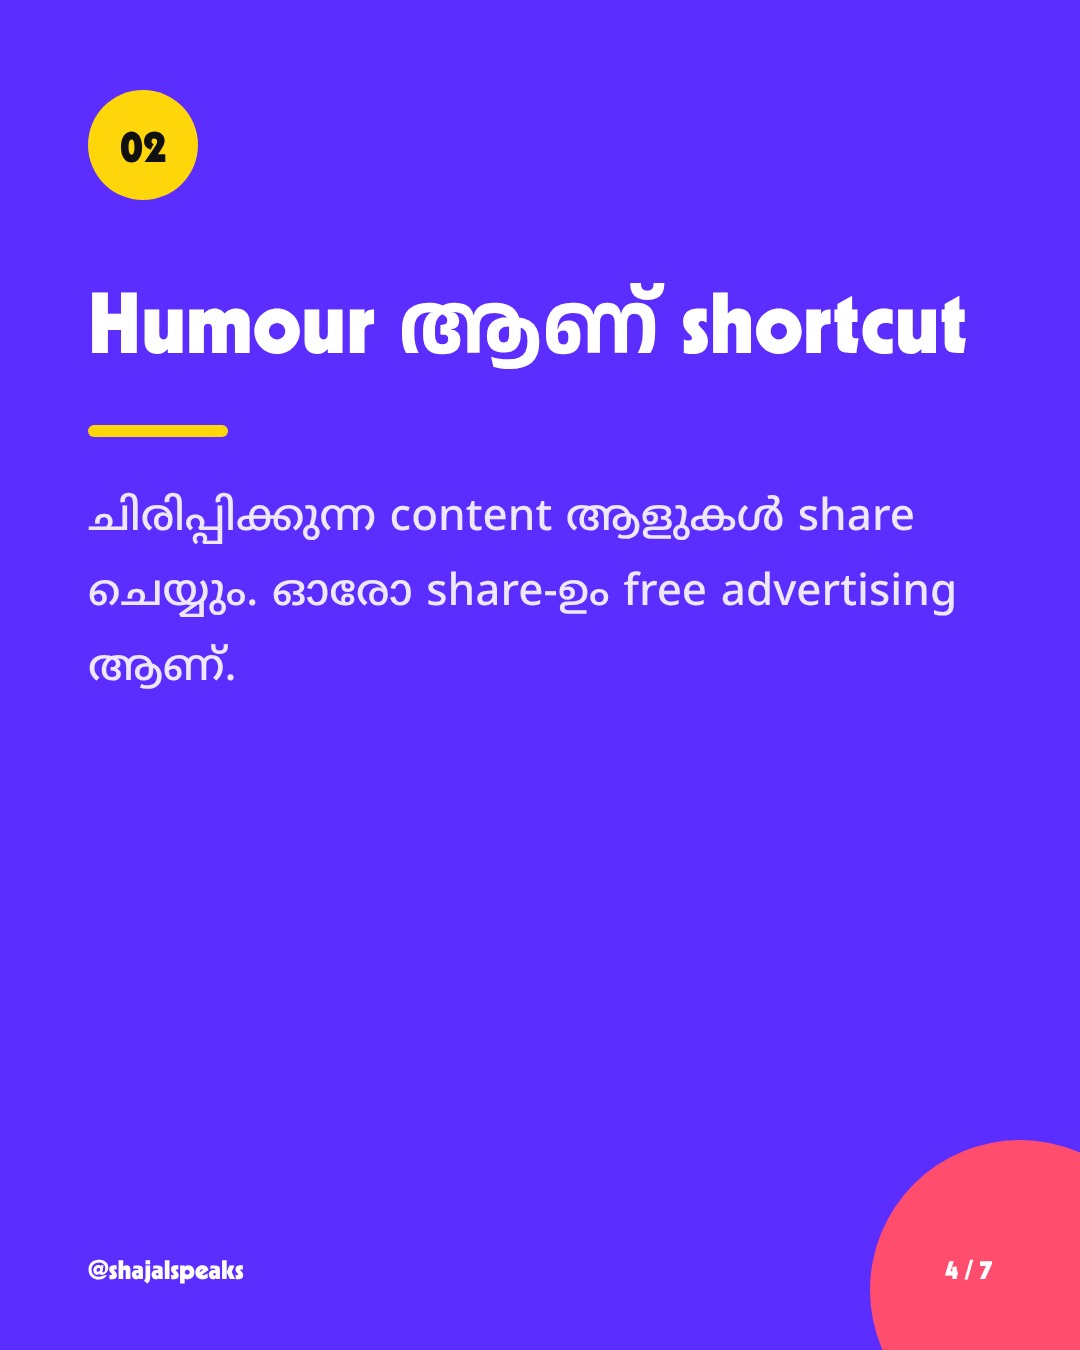 02
Humour ആണ് shortcut
ചിരിപ്പിക്കുന്ന content ആളുകൾ share
ചെയ്യും. ഓരോ share-ഉം free advertising
ആണ്.
@shajalspeaks
4 / 7